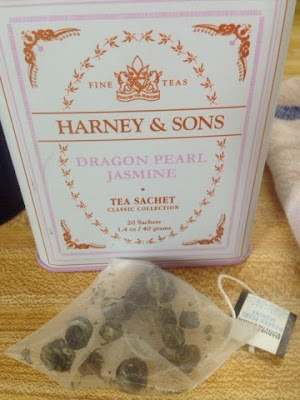 FINE TEAS
HARNEY & SONS
DRAGON PEARL
JASMINE
TEA SACHET
CLASSIC COLLECTION
20 Sachets
1.4 oz / 40 grams